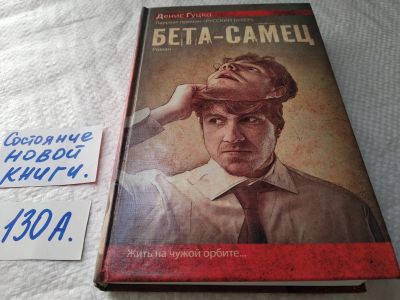 Денис Гуцко
Лауреат премии «РУССКИЙ БУКЕР»
БЕТА-САМЕЦ
Роман
Жить на чужой орбите...
Состояние
новой
книги.
130А.